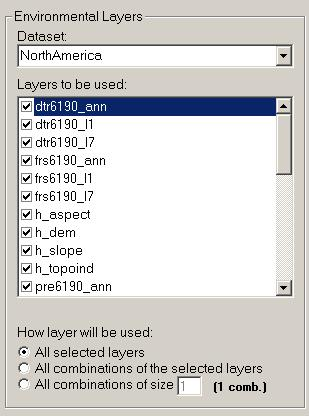 Environmental Layers
Dataset:
NorthAmerica
Layers to be used:
dtr6190_ann
dtr6190_l1
dtr6190_l7
frs6190_ann
frs6190_l1
frs6190_l7
h_aspect
h_dem
h_slope
h_topoind
pre6190_ann
How layer will be used:
All selected layers
All combinations of the selected layers
All combinations of size 1 (1 comb.)